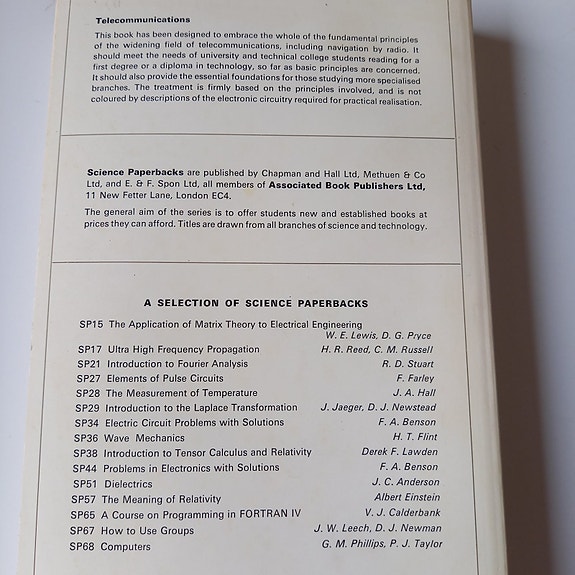 Telecommunications
This book has been designed to embrace the whole of the fundamental principles
of the widening field of telecommunications, including navigation by radio. It
should meet the needs of university and technical college students reading for a
first degree or a diploma in technology, so far as basic principles are concerned.
It should also provide the essential foundations for those studying more specialised
branches. The treatment is firmly based on the principles involved, and is not
coloured by descriptions of the electronic circuitry required for practical realisation.
Science Paperbacks are published by Chapman and Hall Ltd, Methuen & Co
Ltd, and E. & F. Spon Ltd, all members of Associated Book Publishers Ltd,
11 New Fetter Lane, London EC4.
The general aim of the series is to offer students new and established books at
prices they can afford. Titles are drawn from all branches of science and technology.
A SELECTION OF SCIENCE PAPERBACKS
SP15 The Application of Matrix Theory to Electrical Engineering
W. E. Lewis, D. G. Pryce
SP17 Ultra High Frequency Propagation H. R. Reed, C. M. Russell
SP21 Introduction to Fourier Analysis R. D. Stuart
SP27 Elements of Pulse Circuits F. Farley
SP28 The Measurement of Temperature J. A. Hall
SP29 Introduction to the Laplace Transformation J. Jaeger, D. J. Newstead
SP34 Electric Circuit Problems with Solutions F. A. Benson
SP36 Wave Mechanics H. T. Flint
SP38 Introduction to Tensor Calculus and Relativity Derek F. Lawden
SP44 Problems in Electronics with Solutions F. A. Benson
SP51 Dielectrics J. C. Anderson
SP57 The Meaning of Relativity Albert Einstein
SP65 A Course on Programming in FORTRAN IV V. J. Calderbank
SP67 How to Use Groups J. W. Leech, D. J. Newman
SP68 Computers G. M. Phillips, P. J. Taylor